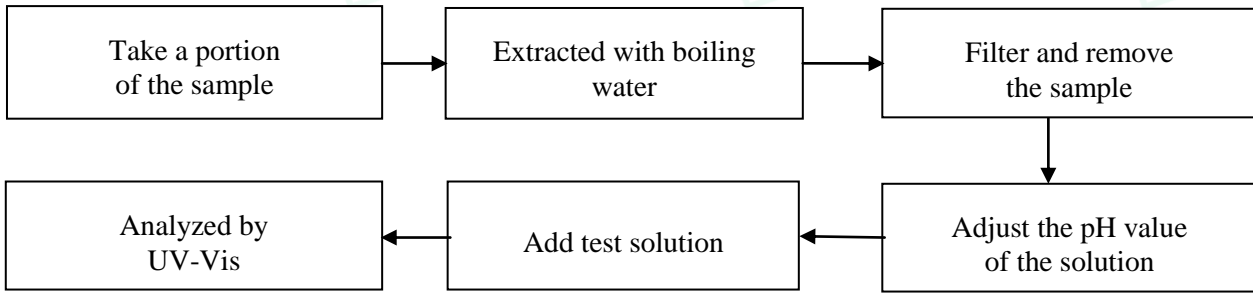 Take a portion
of the sample
Extracted with boiling
water
Filter and remove
the sample
Adjust the pH value
of the solution
Add test solution
Analyzed by
UV-Vis